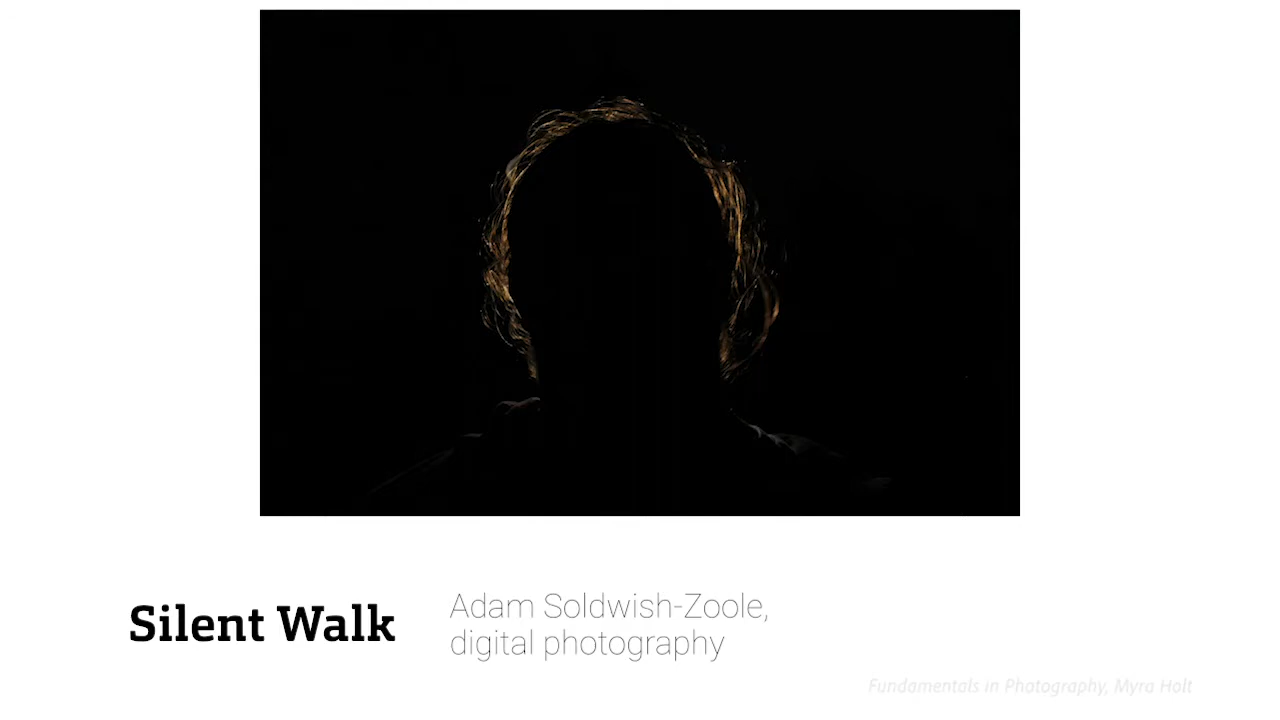 Silent Walk
Adam Soldwish-Zoole,
digital photography
Fundamentals in Photography, Myra Holt